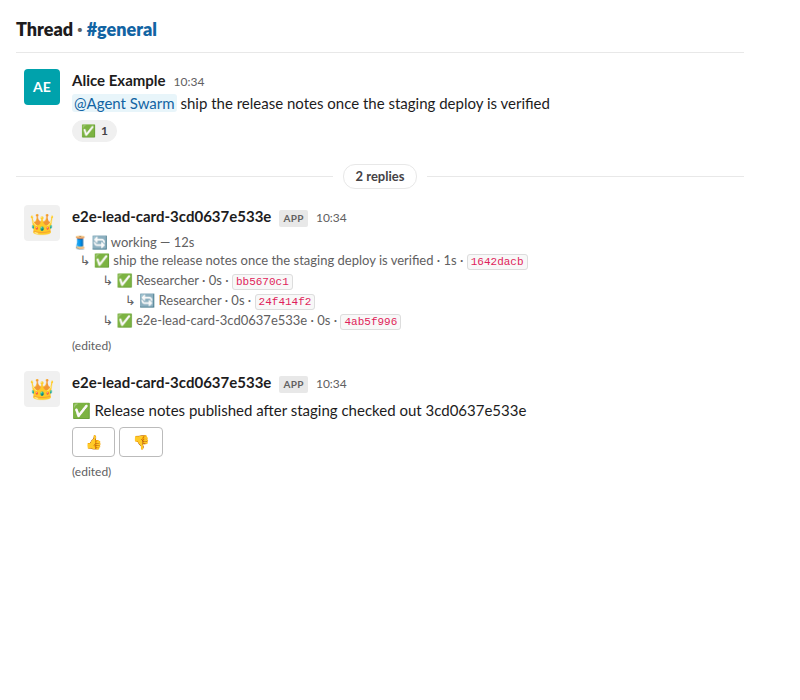 Thread • #general
AE
Alice Example 10:34
@Agent Swarm ship the release notes once the staging deploy is verified
✅ 1
2 replies
e2e-lead-card-3cd0637e533e APP 10:34
🧵 🔄 working — 12s
↳ ✅ ship the release notes once the staging deploy is verified · 1s · 1642dacb
↳ ✅ Researcher · 0s · bb5670c1
↳ 🔄 Researcher · 0s · 24f414f2
↳ ✅ e2e-lead-card-3cd0637e533e · 0s · 4ab5f996
(edited)
e2e-lead-card-3cd0637e533e APP 10:34
✅ Release notes published after staging checked out 3cd0637e533e
👍 👎
(edited)